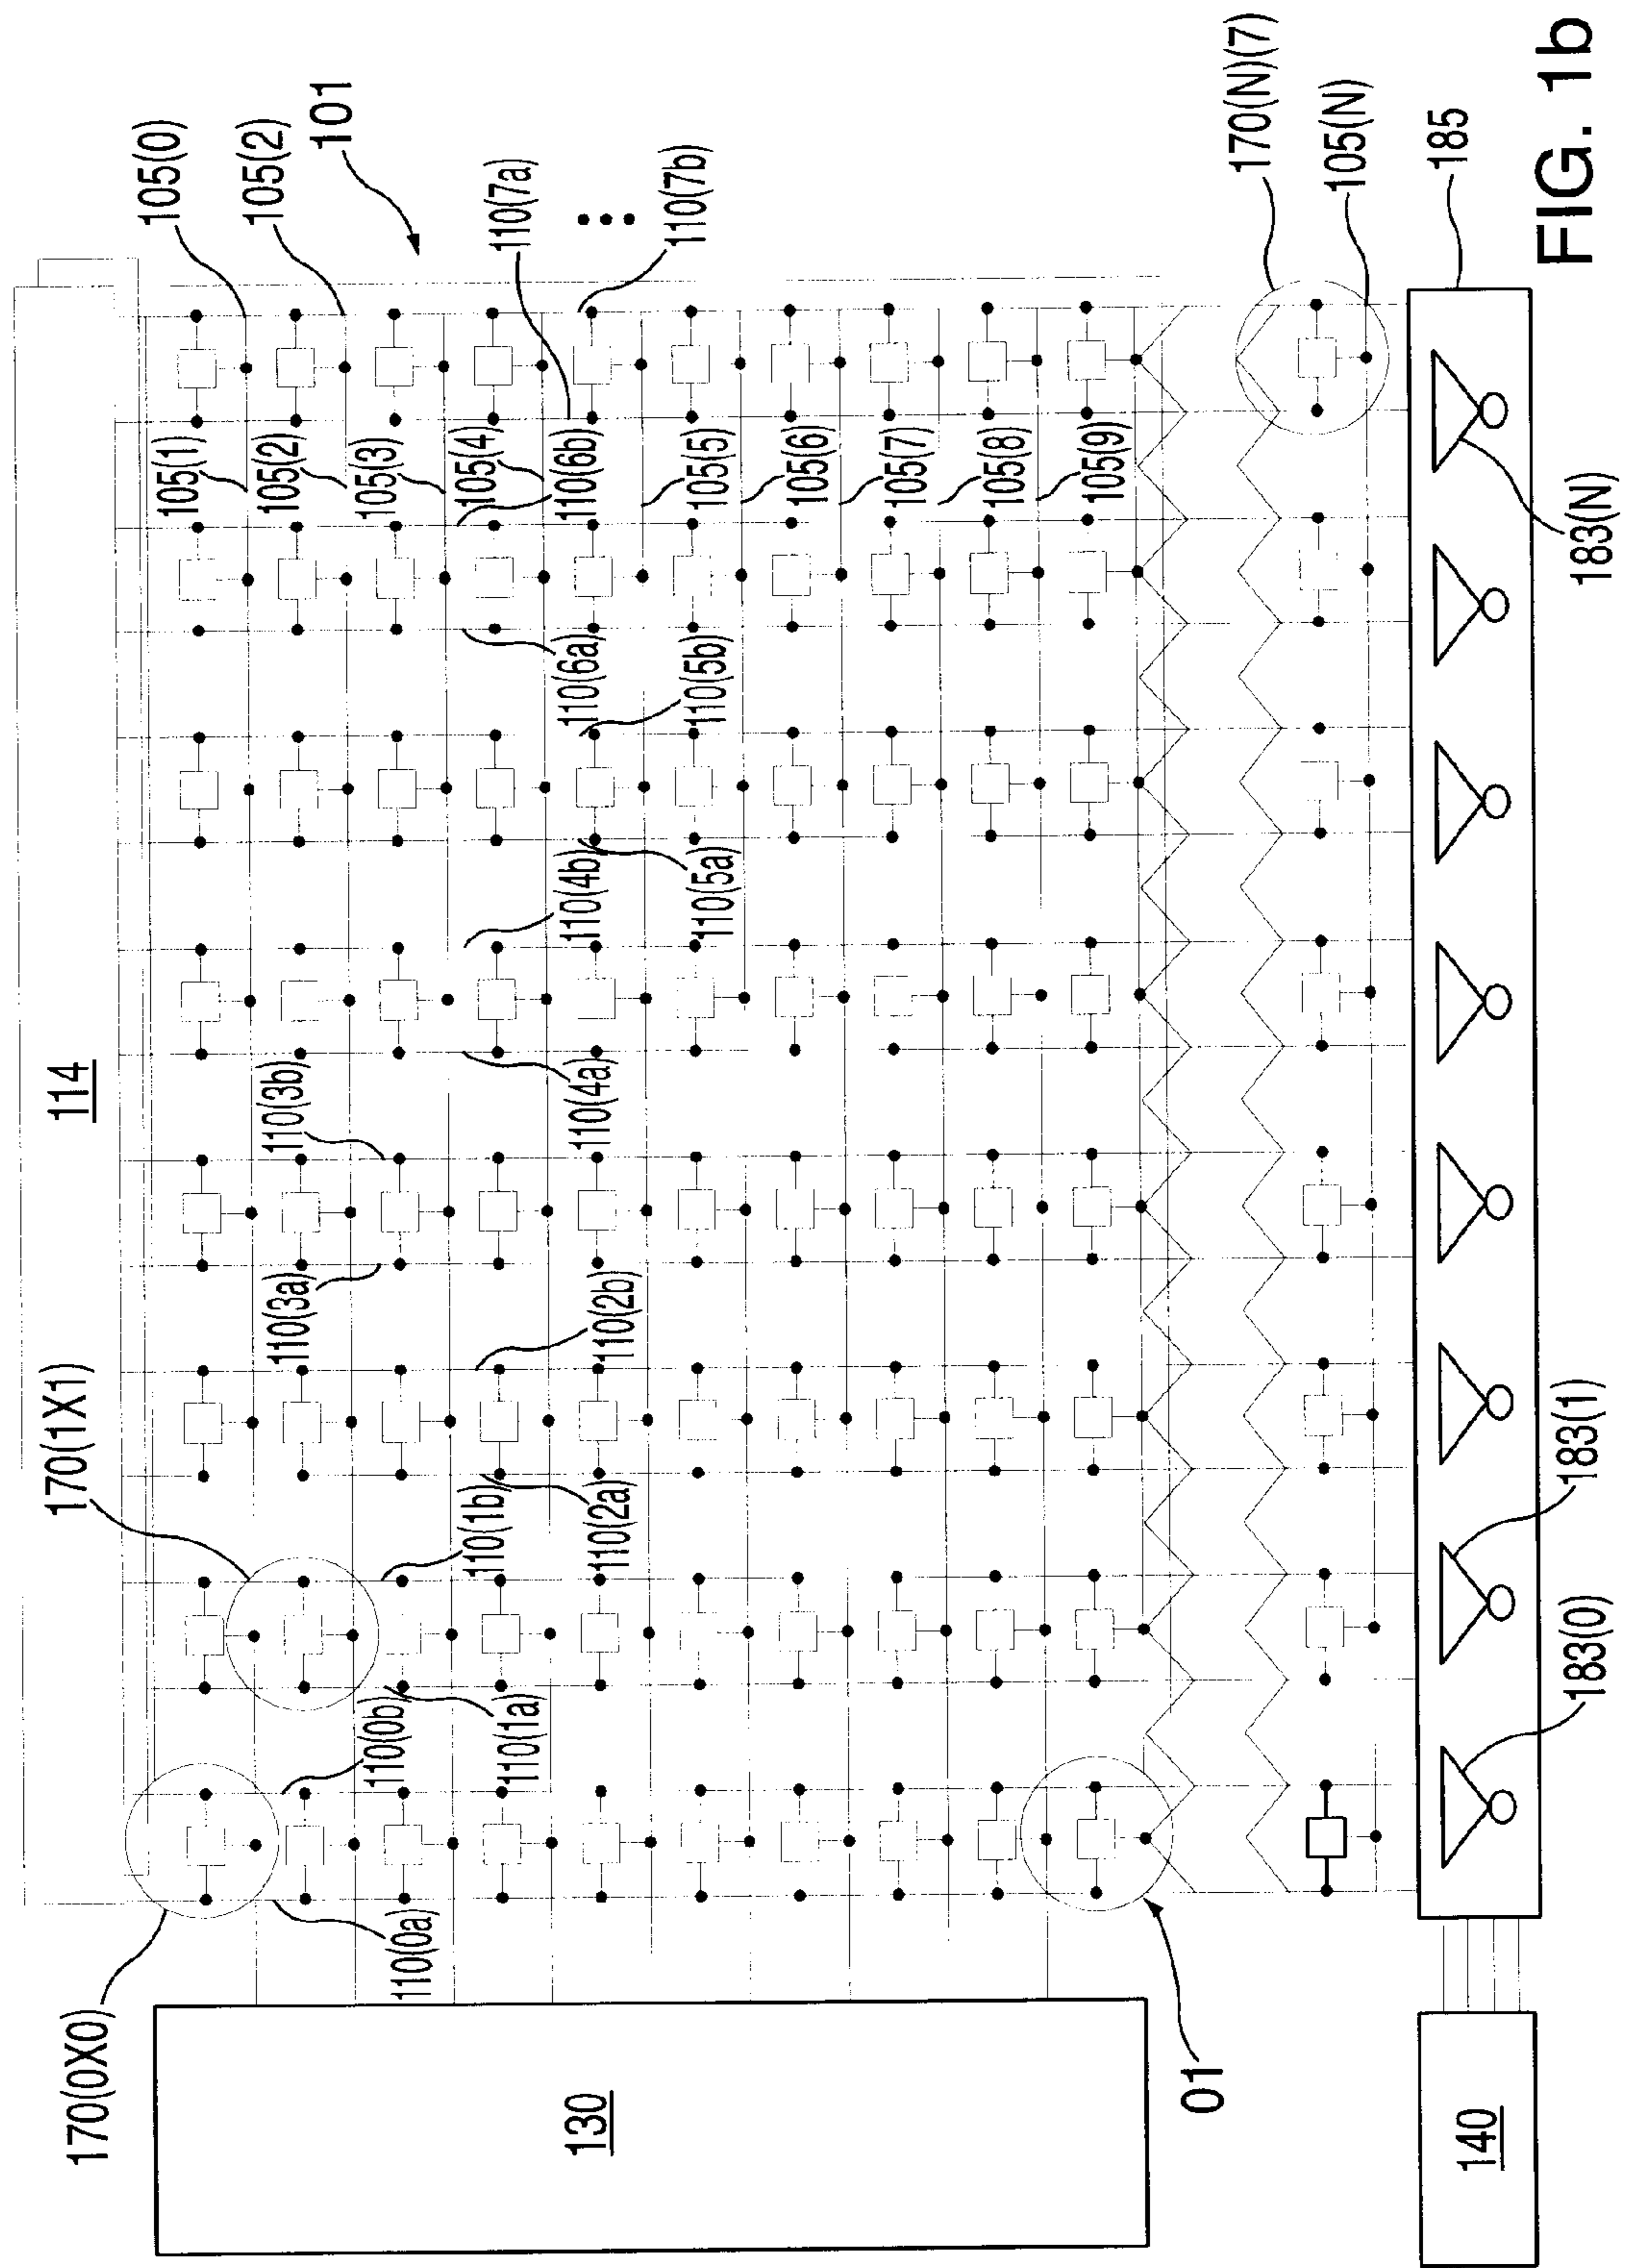 114
170(0X0)
170(1X1)
105(0)
105(2)
101
110(7a)
110(7b)
105(1)
105(2)
105(3)
105(4)
110(6b)
105(5)
105(6)
105(7)
105(8)
105(9)
110(6a)
110(5b)
110(4b)
110(5a)
110(3b)
110(4a)
110(3a)
110(2b)
110(1b)
110(2a)
110(0b)
110(1a)
110(0a)
130
01
170(N)(7)
105(N)
185
140
183(0)
183(1)
183(N)
FIG. 1b